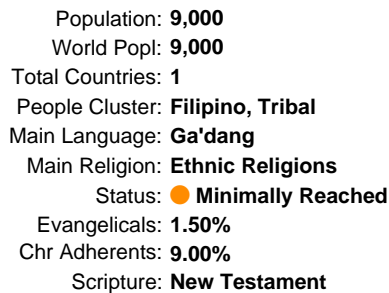 Population: 9,000
World Popl: 9,000
Total Countries: 1
People Cluster: Filipino, Tribal
Main Language: Ga'dang
Main Religion: Ethnic Religions
Status: Minimally Reached
Evangelicals: 1.50%
Chr Adherents: 9.00%
Scripture: New Testament